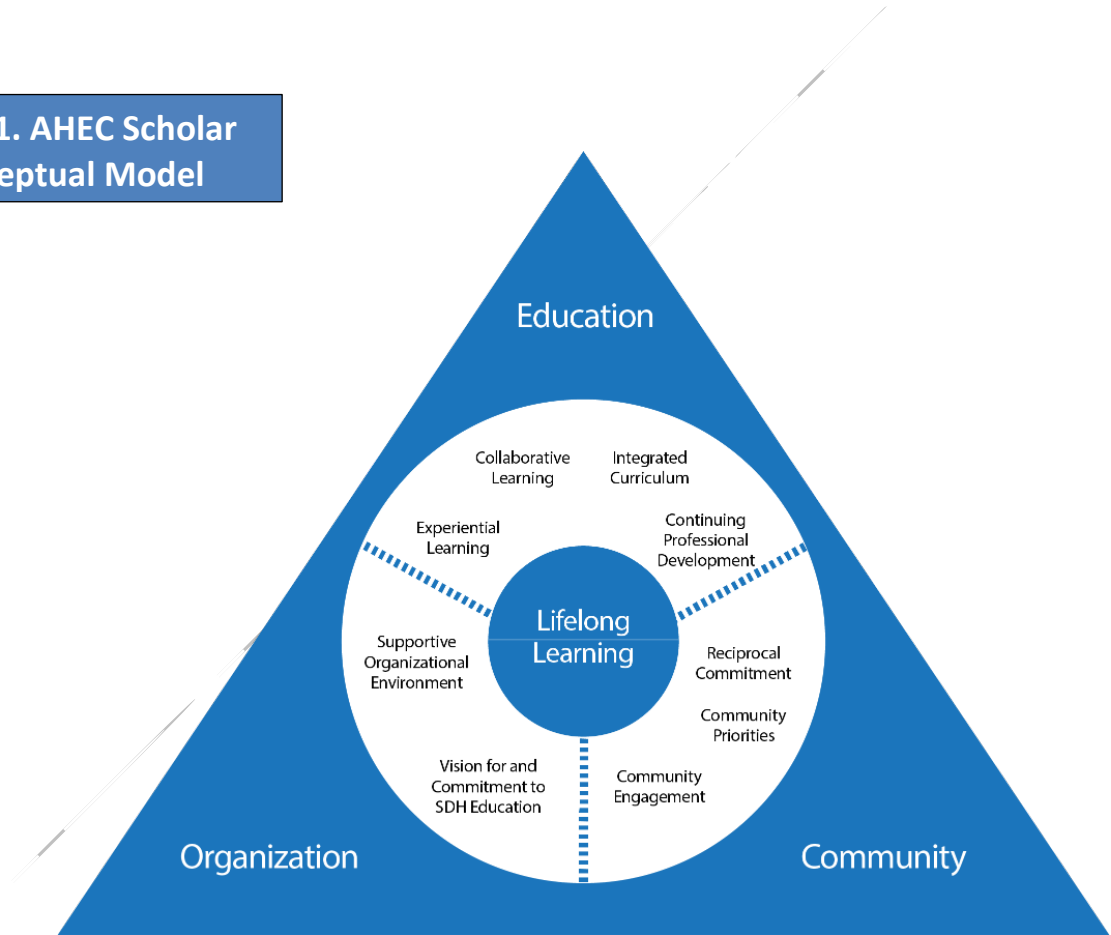 1. AHEC Scholar
eptual Model
Education
Collaborative
Learning
Integrated
Curriculum
Experiential
Learning
Continuing
Professional
Development
Lifelong
Learning
Supportive
Organizational
Environment
Reciprocal
Commitment
Community
Priorities
Vision for and
Commitment to
SDH Education
Community
Engagement
Organization
Community